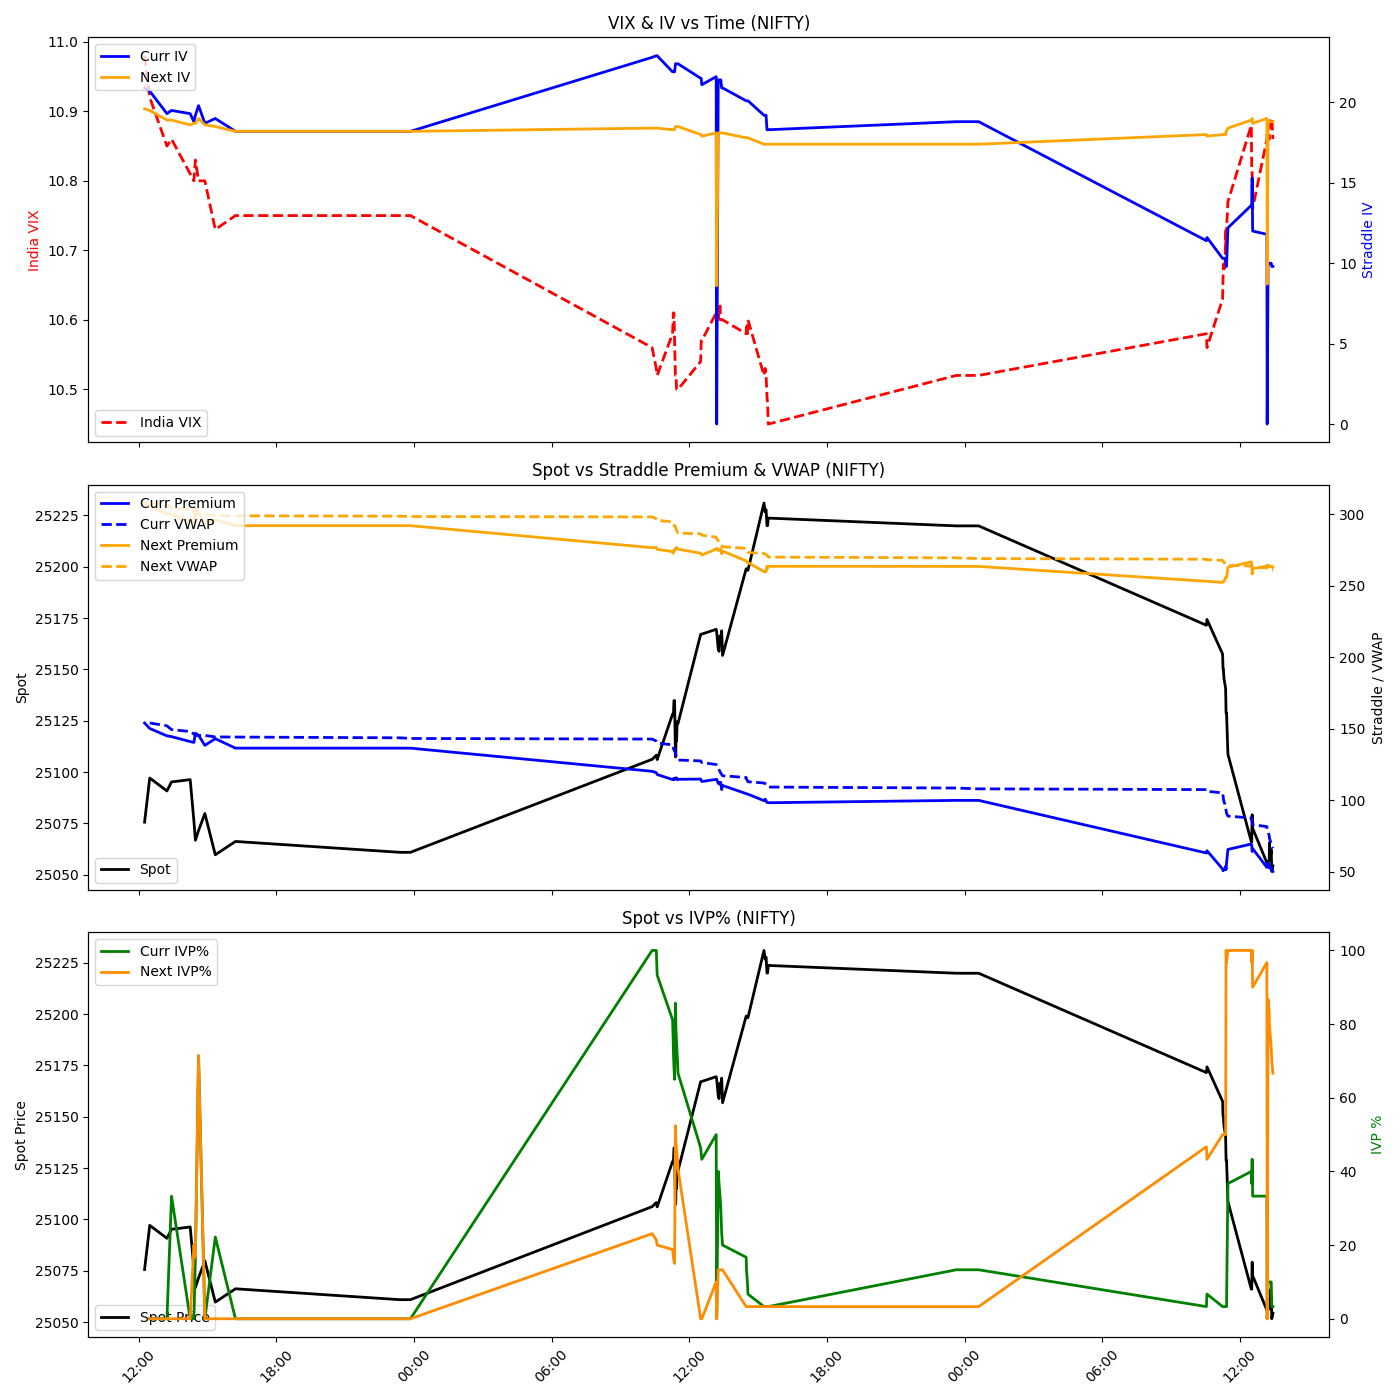 VIX & IV vs Time (NIFTY)
11.0
10.9
10.8
10.7
10.6
10.5
India VIX
Curr IV
Next IV
India VIX
20
15
10
5
0
Straddle IV
Spot vs Straddle Premium & VWAP (NIFTY)
25225
25200
25175
25150
25125
25100
25075
25050
Spot
Curr Premium
Curr VWAP
Next Premium
Next VWAP
Spot
300
250
200
150
100
50
Straddle / VWAP
Spot vs IVP% (NIFTY)
25225
25200
25175
25150
25125
25100
25075
25050
Spot Price
Curr IVP%
Next IVP%
Spot Price
100
80
60
40
20
0
IVP %
12:00
18:00
00:00
06:00
12:00
18:00
00:00
06:00
12:00